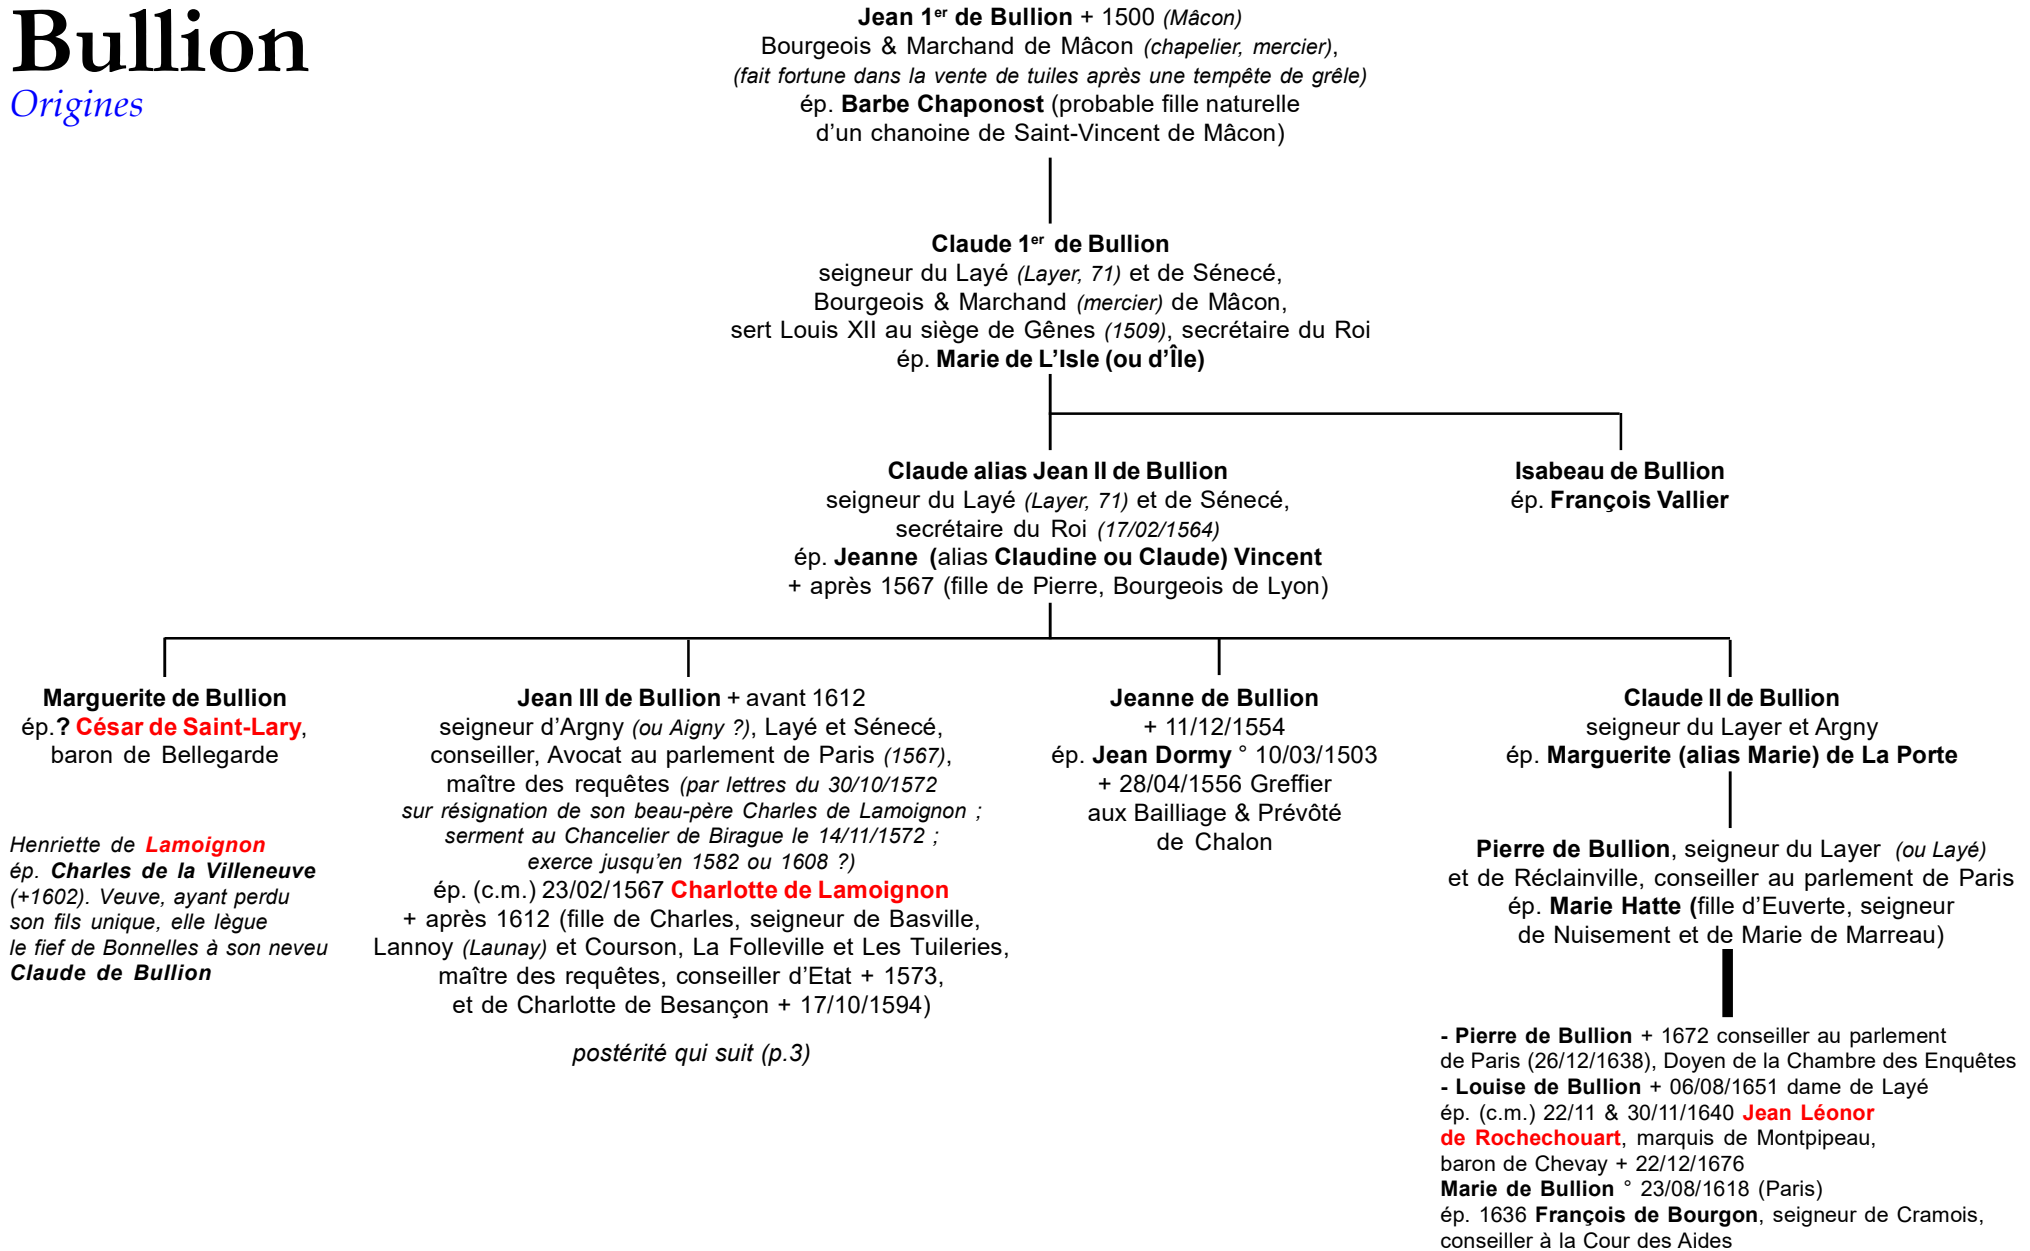 Bullion
Origines
Jean 1er de Bullion + 1500 (Mâcon)
Bourgeois & Marchand de Mâcon (chapelier, mercier),
(fait fortune dans la vente de tuiles après une tempête de grêle)
ép. Barbe Chaponost (probable fille naturelle
d'un chanoine de Saint-Vincent de Mâcon)
Claude 1er de Bullion
seigneur du Layé (Layer, 71) et de Sénecé,
Bourgeois & Marchand (mercier) de Mâcon,
sert Louis XII au siège de Gênes (1509), secrétaire du Roi
ép. Marie de L'Isle (ou d'Île)
Claude alias Jean II de Bullion
seigneur du Layé (Layer, 71) et de Sénecé,
secrétaire du Roi (17/02/1564)
ép. Jeanne (alias Claudine ou Claude) Vincent
+ après 1567 (fille de Pierre, Bourgeois de Lyon)
Isabeau de Bullion
ép. François Vallier
Marguerite de Bullion
ép.? César de Saint-Lary,
baron de Bellegarde
Henriette de Lamoignon
ép. Charles de la Villeneuve
(+1602). Veuve, ayant perdu
son fils unique, elle lègue
le fief de Bonnelles à son neveu
Claude de Bullion
Jean III de Bullion + avant 1612
seigneur d'Argny (ou Aigny ?), Layé et Sénecé,
conseiller, Avocat au parlement de Paris (1567),
maître des requêtes (par lettres du 30/10/1572
sur résignation de son beau-père Charles de Lamoignon ;
serment au Chancelier de Birague le 14/11/1572 ;
exerce jusqu'en 1582 ou 1608 ?)
ép. (c.m.) 23/02/1567 Charlotte de Lamoignon
+ après 1612 (fille de Charles, seigneur de Basville,
Lannoy (Launay) et Courson, La Folleville et Les Tuileries,
maître des requêtes, conseiller d'Etat + 1573,
et de Charlotte de Besançon + 17/10/1594)
postérité qui suit (p.3)
Jeanne de Bullion
+ 11/12/1554
ép. Jean Dormy ° 10/03/1503
+ 28/04/1556 Greffier
aux Bailliage & Prévôté
de Chalon
Claude II de Bullion
seigneur du Layer et Argny
ép. Marguerite (alias Marie) de La Porte
Pierre de Bullion, seigneur du Layer (ou Layé)
et de Réclainville, conseiller au parlement de Paris
ép. Marie Hatte (fille d'Euverte, seigneur
de Nuisement et de Marie de Marreau)
- Pierre de Bullion + 1672 conseiller au parlement
de Paris (26/12/1638), Doyen de la Chambre des Enquêtes
- Louise de Bullion + 06/08/1651 dame de Layé
ép. (c.m.) 22/11 & 30/11/1640 Jean Léonor
de Rochechouart, marquis de Montpipeau,
baron de Chevay + 22/12/1676
Marie de Bullion ° 23/08/1618 (Paris)
ép. 1636 François de Bourgon, seigneur de Cramois,
conseiller à la Cour des Aides